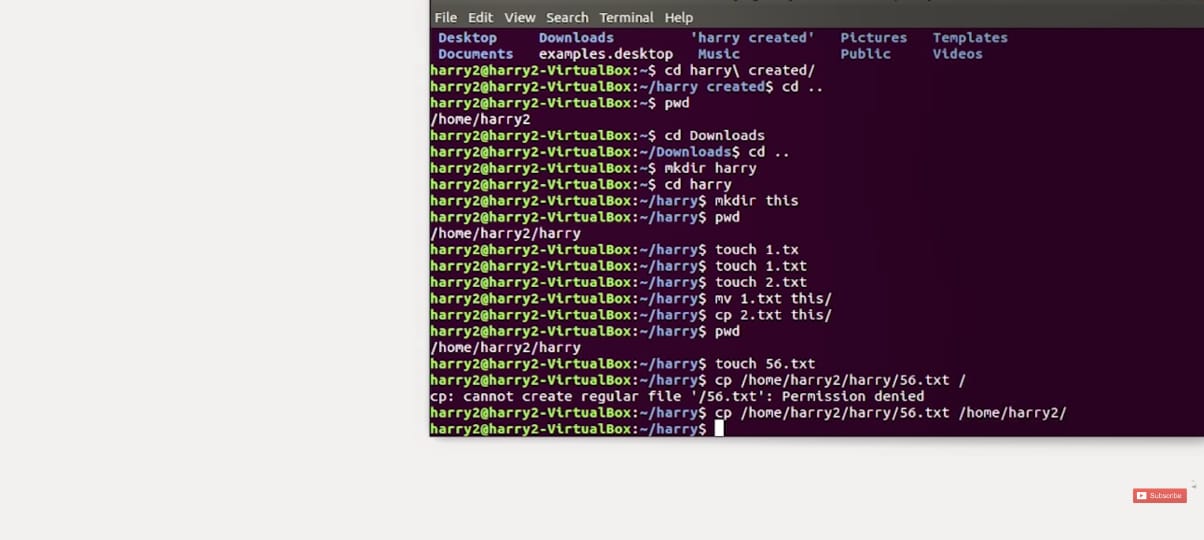 File Edit View Search Terminal Help
Desktop Downloads 'harry created' Pictures Templates
Documents examples.desktop Music Public Videos
harry2@harry2-VirtualBox:~$ cd harry\ created/
harry2@harry2-VirtualBox:~/harry created$ cd ..
harry2@harry2-VirtualBox:~$ pwd
/home/harry2
harry2@harry2-VirtualBox:~$ cd Downloads
harry2@harry2-VirtualBox:~/Downloads$ cd ..
harry2@harry2-VirtualBox:~$ mkdir harry
harry2@harry2-VirtualBox:~$ cd harry
harry2@harry2-VirtualBox:~/harry$ mkdir this
harry2@harry2-VirtualBox:~/harry$ pwd
/home/harry2/harry
harry2@harry2-VirtualBox:~/harry$ touch 1.tx
harry2@harry2-VirtualBox:~/harry$ touch 1.txt
harry2@harry2-VirtualBox:~/harry$ touch 2.txt
harry2@harry2-VirtualBox:~/harry$ mv 1.txt this/
harry2@harry2-VirtualBox:~/harry$ cp 2.txt this/
harry2@harry2-VirtualBox:~/harry$ pwd
/home/harry2/harry
harry2@harry2-VirtualBox:~/harry$ touch 56.txt
harry2@harry2-VirtualBox:~/harry$ cp /home/harry2/harry/56.txt /
cp: cannot create regular file '/56.txt': Permission denied
harry2@harry2-VirtualBox:~/harry$ cp /home/harry2/harry/56.txt /home/harry2/
harry2@harry2-VirtualBox:~/harry$
Subscribe